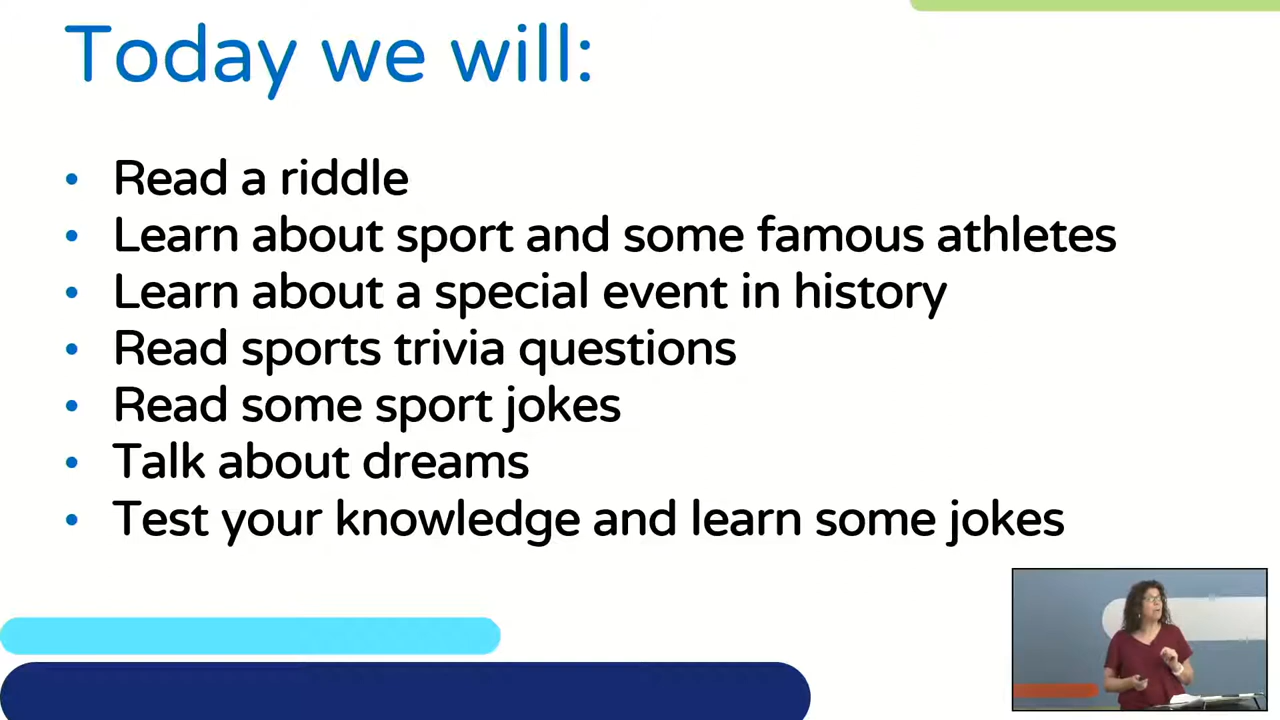 Today we will:
• Read a riddle
• Learn about sport and some famous athletes
• Learn about a special event in history
• Read sports trivia questions
• Read some sport jokes
• Talk about dreams
• Test your knowledge and learn some jokes